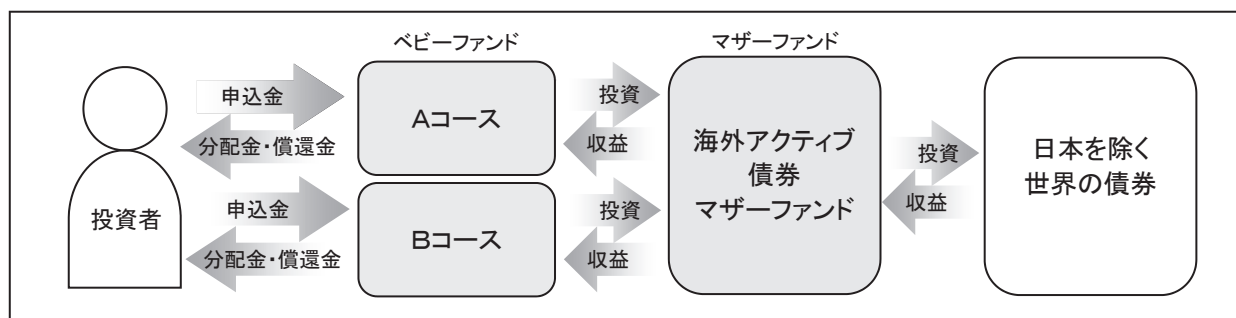 ベビーファンド
マザーファンド
申込金
分配金・償還金
Aコース
投資
収益
投資者
申込金
分配金・償還金
Bコース
投資
収益
海外アクティブ
債券
マザーファンド
投資
収益
日本を除く
世界の債券